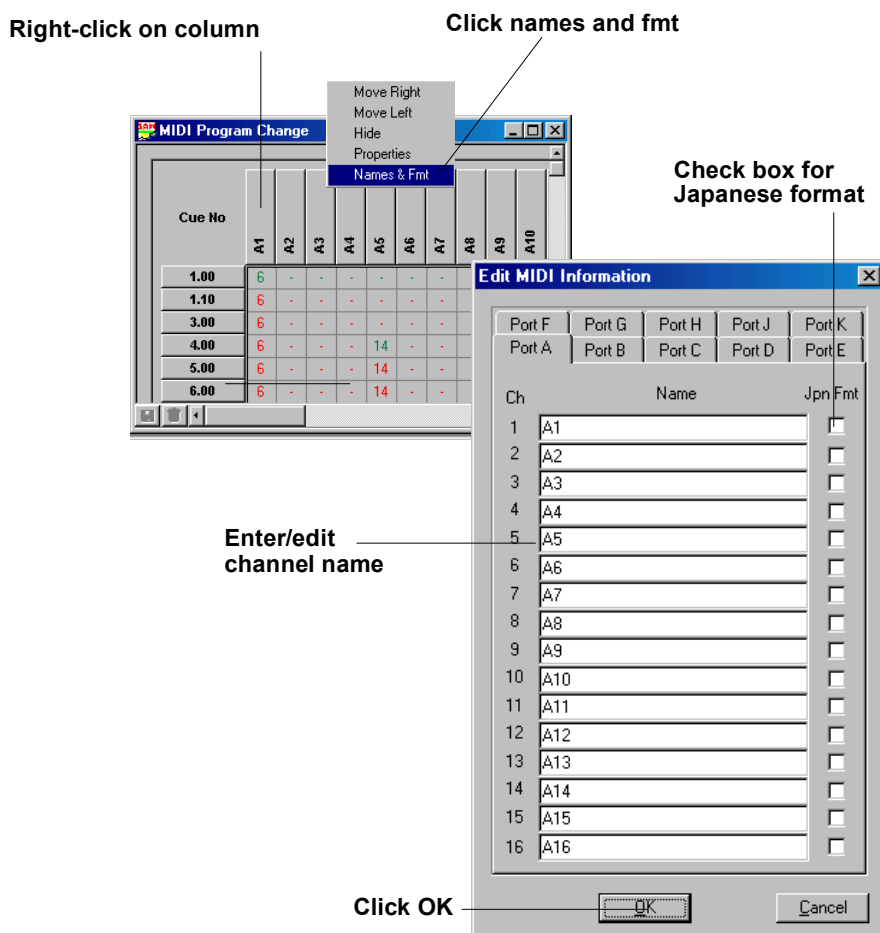 Right-click on column
Click names and fmt
Move Right
Move Left
Hide
Properties
Names & Fmt
SAM
MIDI Program Change
Check box for
Japanese format
Cue No
A1 A2 A3 A4 A5 A6 A7 A8 A9 A10
1.00 6 - - - - - -
1.10 6 - - - - - -
3.00 6 - - - - - -
4.00 6 - - - 14 - -
5.00 6 - - - 14 - -
6.00 6 - - - 14 - -
Edit MIDI Information
Port F Port G Port H Port J Port K
Port A Port B Port C Port D Port E
Ch Name Jpn Fmt
1 A1
2 A2
3 A3
4 A4
5 A5
6 A6
7 A7
8 A8
9 A9
10 A10
11 A11
12 A12
13 A13
14 A14
15 A15
16 A16
Enter/edit
channel name
Click OK
OK Cancel